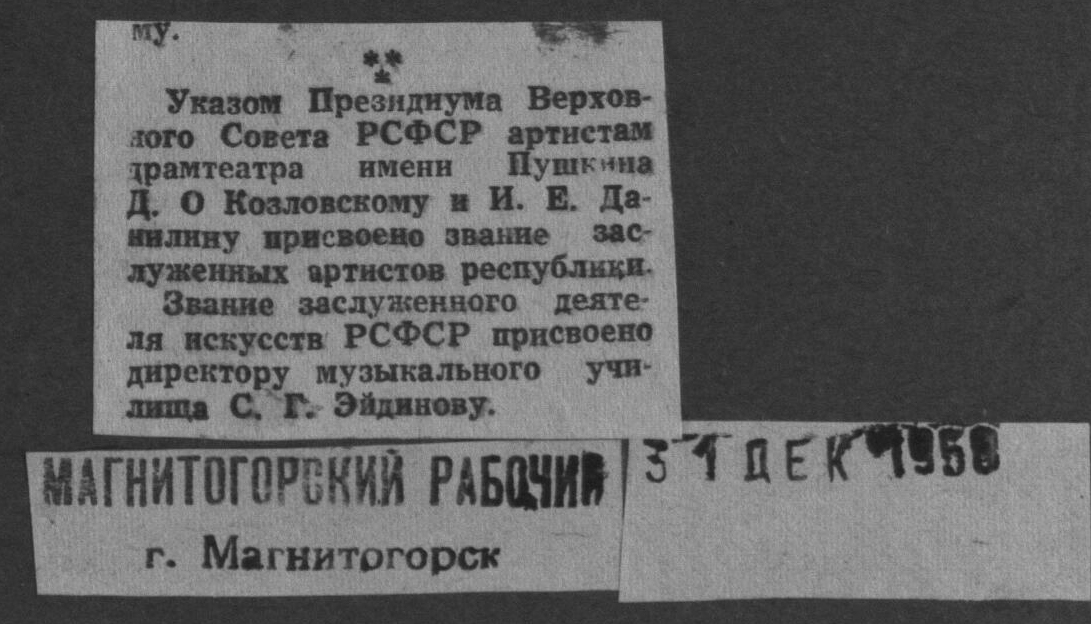 му.
***
Указом Президиума Верхов-
ного Совета РСФСР артистам
драмтеатра имени Пушкина
Д. О Козловскому и И. Е. Да-
нилину присвоено звание зас-
луженных артистов республики.
Звание заслуженного деяте-
ля искусств РСФСР присвоено
директору музыкального учи-
лища С. Г. Эйдинову.
МАГНИТОГОРСКИЙ РАБОЧИЙ
г. Магнитогорск
31 ДЕК